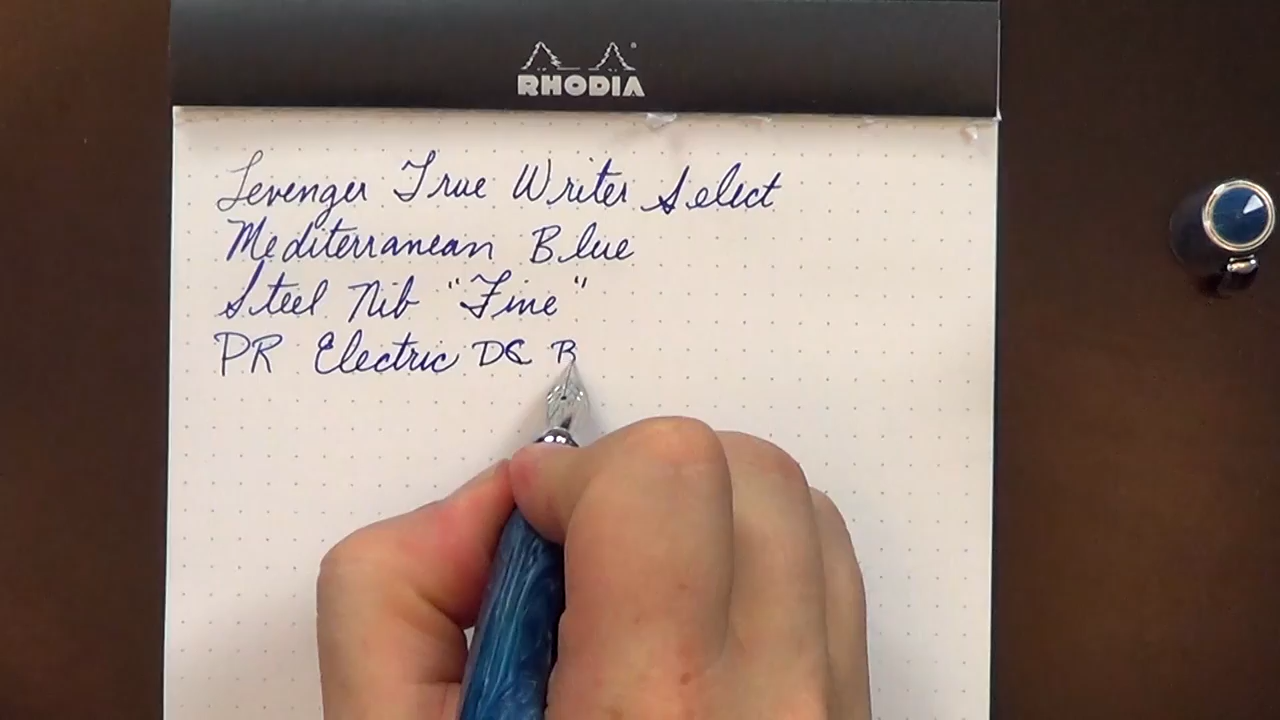 RHODIA
Levenger True Writer Select
Mediterranean Blue
Steel Nib "Fine"
PR Electric DC B